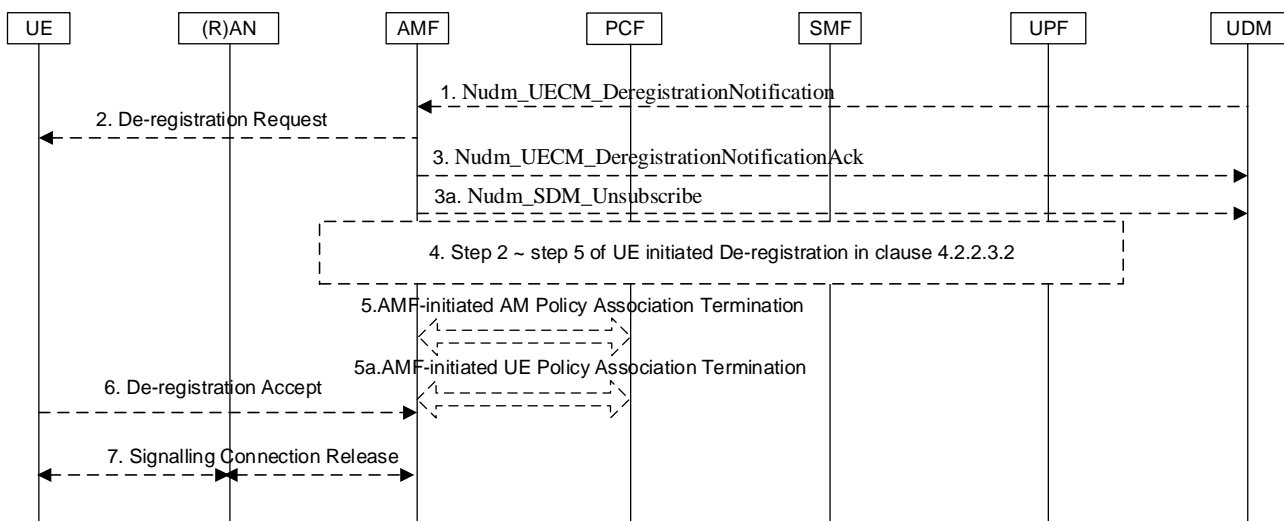 UE
(R)AN
AMF
PCF
SMF
UPF
UDM
1. Nudm_UECM_DeregistrationNotification
2. De-registration Request
3. Nudm_UECM_DeregistrationNotificationAck
3a. Nudm_SDM_Unsubscribe
4. Step 2 ~ step 5 of UE initiated De-registration in clause 4.2.2.3.2
5.AMF-initiated AM Policy Association Termination
5a.AMF-initiated UE Policy Association Termination
6. De-registration Accept
7. Signalling Connection Release